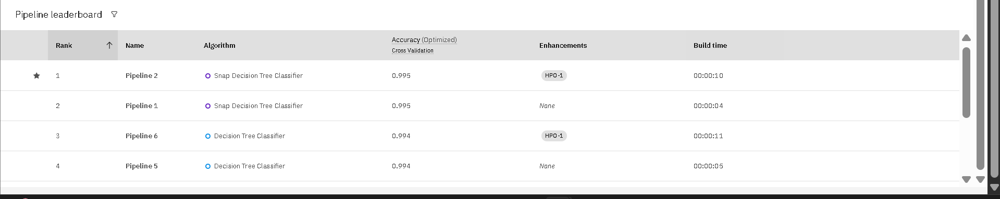 Pipeline leaderboard
Rank Name Algorithm Accuracy (Optimized) Cross Validation Enhancements Build time
1 Pipeline 2 Snap Decision Tree Classifier 0.995 HPO-1 00:00:10
2 Pipeline 1 Snap Decision Tree Classifier 0.995 None 00:00:04
3 Pipeline 6 Decision Tree Classifier 0.994 HPO-1 00:00:11
4 Pipeline 5 Decision Tree Classifier 0.994 None 00:00:05